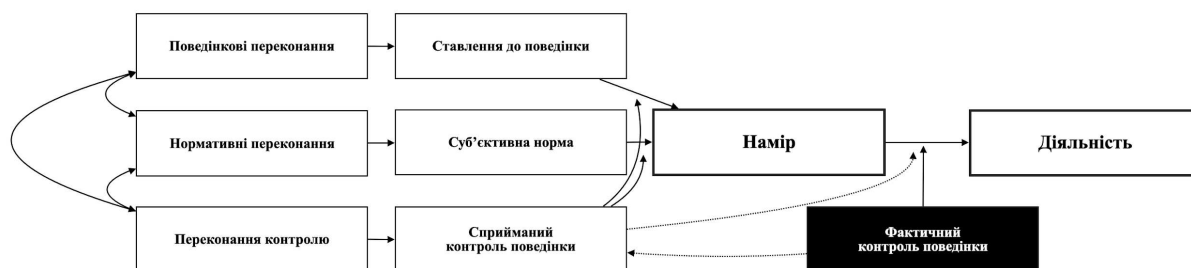 Поведінкові переконання
Ставлення до поведінки
Нормативні переконання
Суб’єктивна норма
Намір
Діяльність
Переконання контролю
Сприйманий
контроль поведінки
Фактичний
контроль поведінки